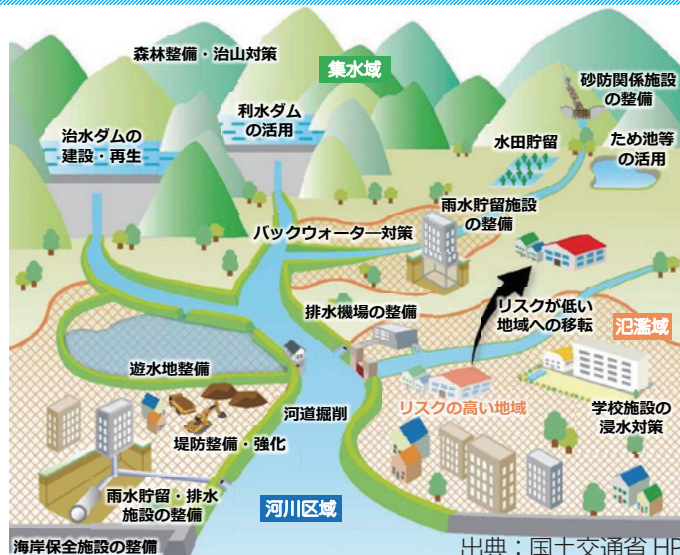 森林整備・治山対策
集水域
砂防関係施設
の整備
利水ダム
の活用
治水ダムの
建設・再生
水田貯留
ため池等
の活用
雨水貯留施設
の整備
バックウォーター対策
排水機場の整備
リスクが低い
地域への移転
氾濫域
遊水地整備
リスクの高い地域
学校施設の
浸水対策
河道掘削
堤防整備・強化
雨水貯留・排水
施設の整備
河川区域
海岸保全施設の整備
出典：国土交通省 HP